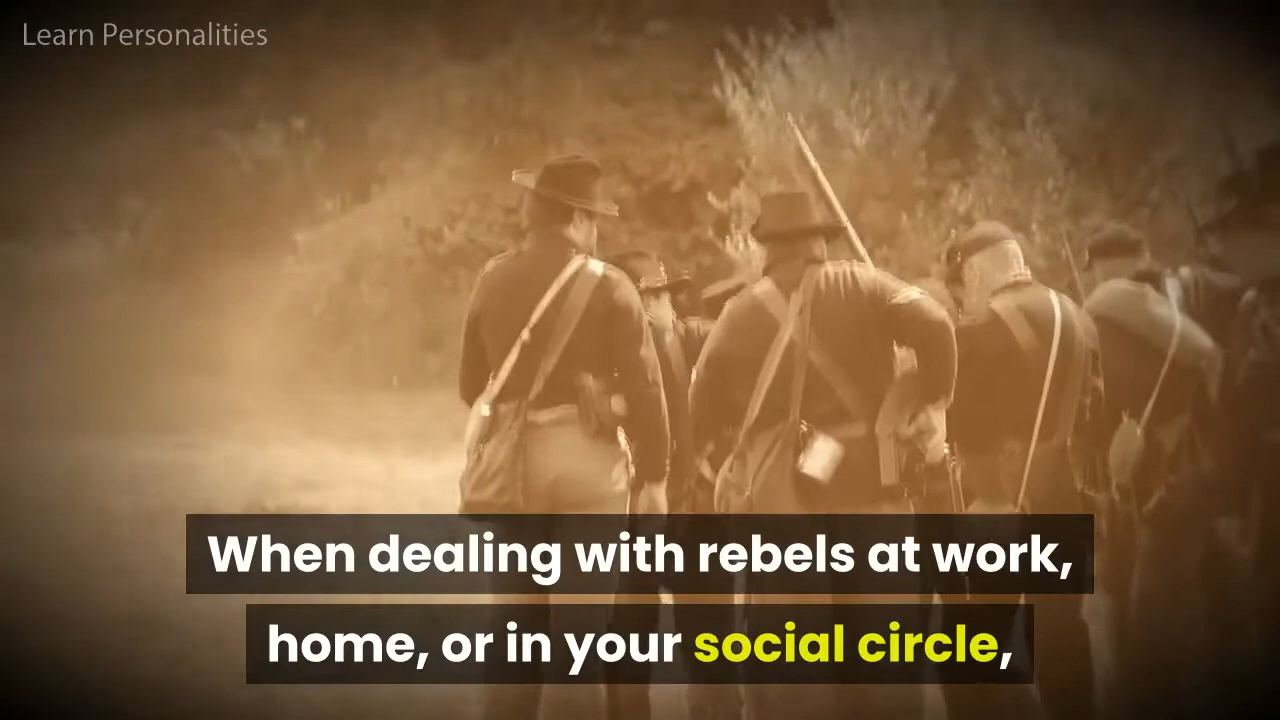 Learn Personalities
When dealing with rebels at work,
home, or in your social circle,